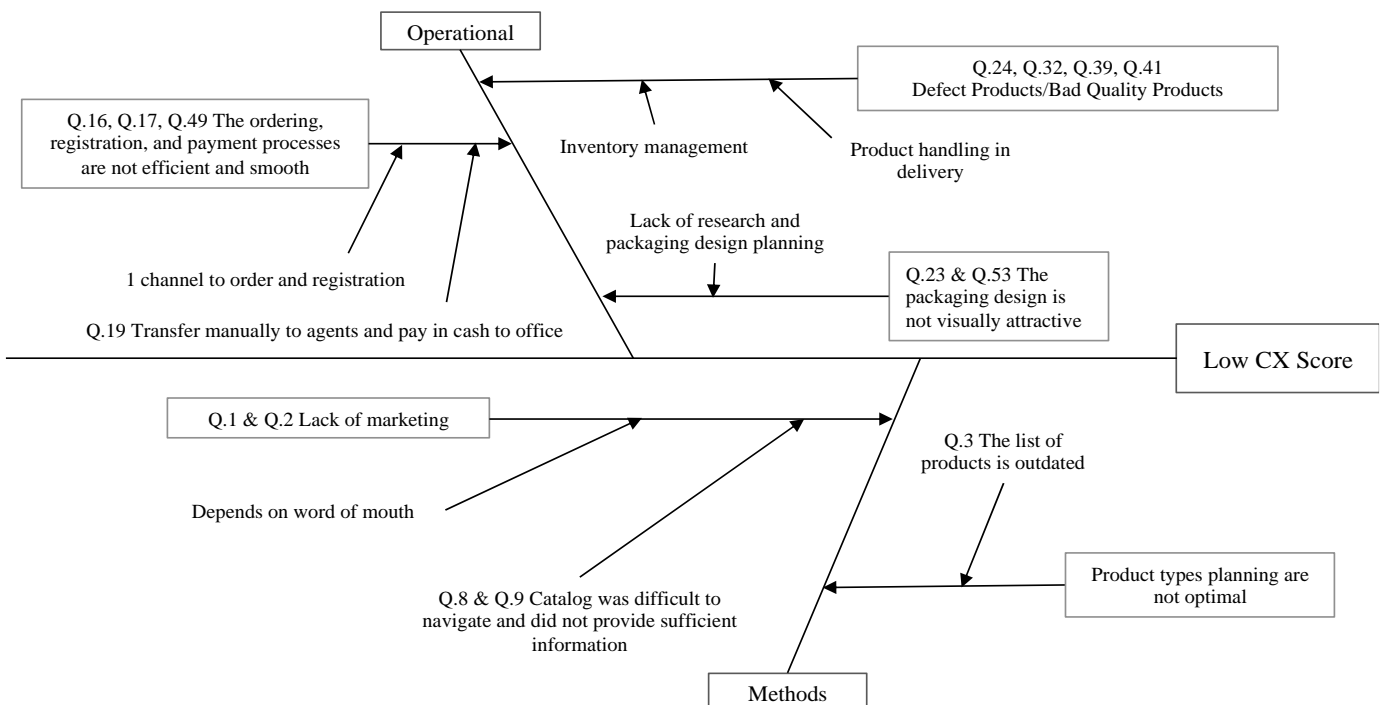 Operational
Q.24, Q.32, Q.39, Q.41
Defect Products/Bad Quality Products
Q.16, Q.17, Q.49 The ordering,
registration, and payment processes
are not efficient and smooth
Inventory management
Product handling in
delivery
Lack of research and
packaging design planning
1 channel to order and registration
Q.23 & Q.53 The
packaging design is
not visually attractive
Q.19 Transfer manually to agents and pay in cash to office
Low CX Score
Q.1 & Q.2 Lack of marketing
Q.3 The list of
products is outdated
Depends on word of mouth
Q.8 & Q.9 Catalog was difficult to
navigate and did not provide sufficient
information
Product types planning are
not optimal
Methods